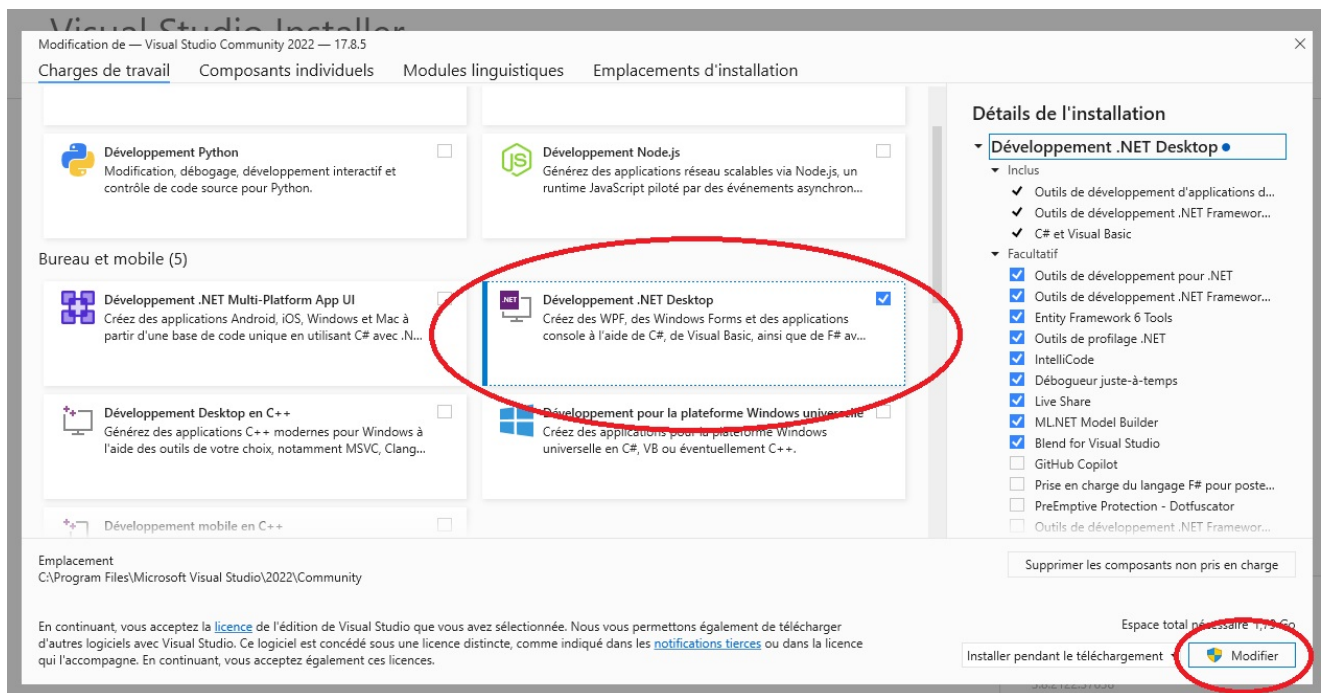 Visual Studio Installer
Modification de — Visual Studio Community 2022 — 17.8.5
Charges de travail Composants individuels Modules linguistiques Emplacements d'installation
Développement Python
Modification, débogage, développement interactif et
contrôle de code source pour Python.
Développement Node.js
Générez des applications réseau scalables via Node.js, un
runtime JavaScript piloté par des événements asynchron...
Bureau et mobile (5)
Développement .NET Multi-Platform App UI
Créez des applications Android, iOS, Windows et Mac à
partir d'une base de code unique en utilisant C# avec .N...
.NET
Développement .NET Desktop
Créez des WPF, des Windows Forms et des applications
console à l'aide de C#, de Visual Basic, ainsi que de F# av...
Développement Desktop en C++
Générez des applications C++ modernes pour Windows à
l'aide des outils de votre choix, notamment MSVC, Clang...
Développement pour la plateforme Windows universelle
Créez des applications pour la plateforme Windows
universelle en C#, VB ou éventuellement C++.
Développement mobile en C++
Détails de l'installation
Développement .NET Desktop
Inclus
Outils de développement d'applications d...
Outils de développement .NET Framewor...
C# et Visual Basic
Facultatif
Outils de développement pour .NET
Outils de développement .NET Framewor...
Entity Framework 6 Tools
Outils de profilage .NET
IntelliCode
Débogueur juste-à-temps
Live Share
ML.NET Model Builder
Blend for Visual Studio
GitHub Copilot
Prise en charge du langage F# pour poste...
PreEmptive Protection - Dotfuscator
Outils de développement .NET Framewor...
Emplacement
C:\Program Files\Microsoft Visual Studio\2022\Community
Supprimer les composants non pris en charge
En continuant, vous acceptez la licence de l'édition de Visual Studio que vous avez sélectionnée. Nous vous permettons également de télécharger
d'autres logiciels avec Visual Studio. Ce logiciel est concédé sous une licence distincte, comme indiqué dans les notifications tierces ou dans la licence
qui l'accompagne. En continuant, vous acceptez également ces licences.
Espace total nécessaire 1,79 Go
Installer pendant le téléchargement
Modifier